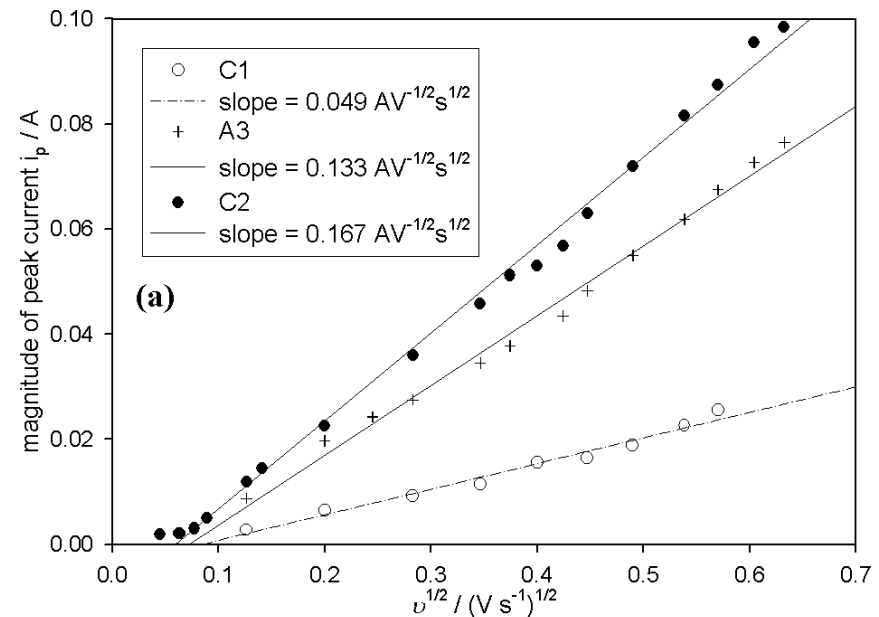 0.10
0.08
0.06
0.04
0.02
0.00
magnitude of peak current i_p / A
C1
slope = 0.049 AV^-1/2 s^1/2
A3
slope = 0.133 AV^-1/2 s^1/2
C2
slope = 0.167 AV^-1/2 s^1/2
(a)
0.0 0.1 0.2 0.3 0.4 0.5 0.6 0.7
υ^1/2 / (V s^-1)^1/2